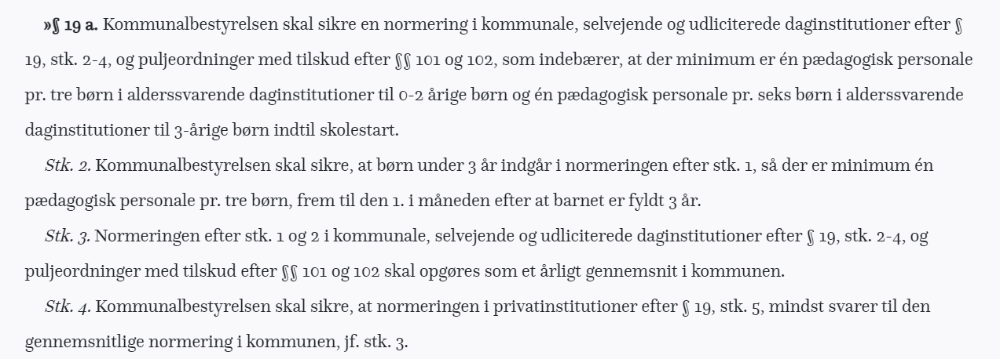 »§ 19 a. Kommunalbestyrelsen skal sikre en normering i kommunale, selvejende og udliciterede daginstitutioner efter §
19, stk. 2-4, og puljeordninger med tilskud efter §§ 101 og 102, som indebærer, at der minimum er én pædagogisk personale
pr. tre børn i alderssvarende daginstitutioner til 0-2 årige børn og én pædagogisk personale pr. seks børn i alderssvarende
daginstitutioner til 3-årige børn indtil skolestart.
Stk. 2. Kommunalbestyrelsen skal sikre, at børn under 3 år indgår i normeringen efter stk. 1, så der er minimum én
pædagogisk personale pr. tre børn, frem til den 1. i måneden efter at barnet er fyldt 3 år.
Stk. 3. Normeringen efter stk. 1 og 2 i kommunale, selvejende og udliciterede daginstitutioner efter § 19, stk. 2-4, og
puljeordninger med tilskud efter §§ 101 og 102 skal opgøres som et årligt gennemsnit i kommunen.
Stk. 4. Kommunalbestyrelsen skal sikre, at normeringen i privatinstitutioner efter § 19, stk. 5, mindst svarer til den
gennemsnitlige normering i kommunen, jf. stk. 3.